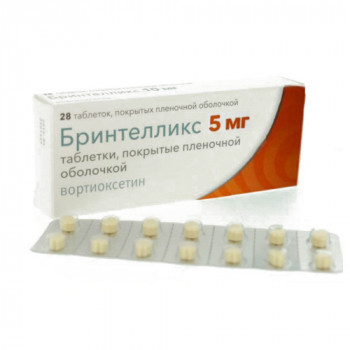 28 таблеток, покрытых пленочной оболочкой
Бринтелликс 5 мг
таблетки, покрытые пленочной
оболочкой
вортиоксетин